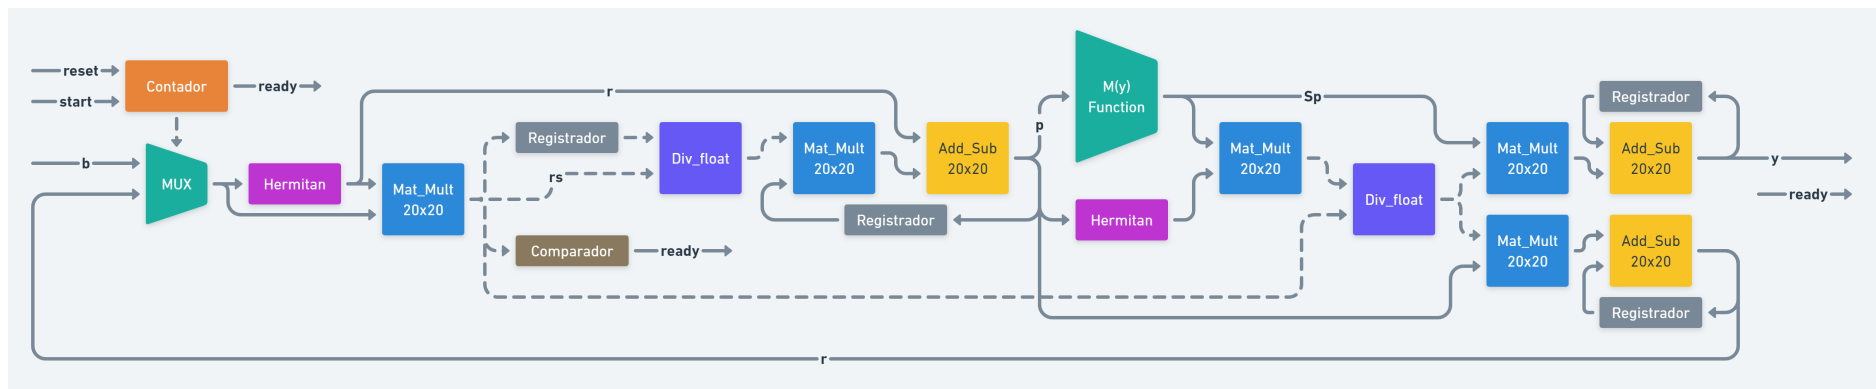 reset
start
Contador
ready
b
MUX
Hermitan
Mat_Mult
20x20
r
Registrador
rs
Comparador
ready
Div_float
Mat_Mult
20x20
Registrador
Add_Sub
20x20
p
M(y)
Function
Hermitan
Sp
Mat_Mult
20x20
Div_float
Mat_Mult
20x20
Mat_Mult
20x20
Registrador
Add_Sub
20x20
Add_Sub
20x20
Registrador
y
ready
r